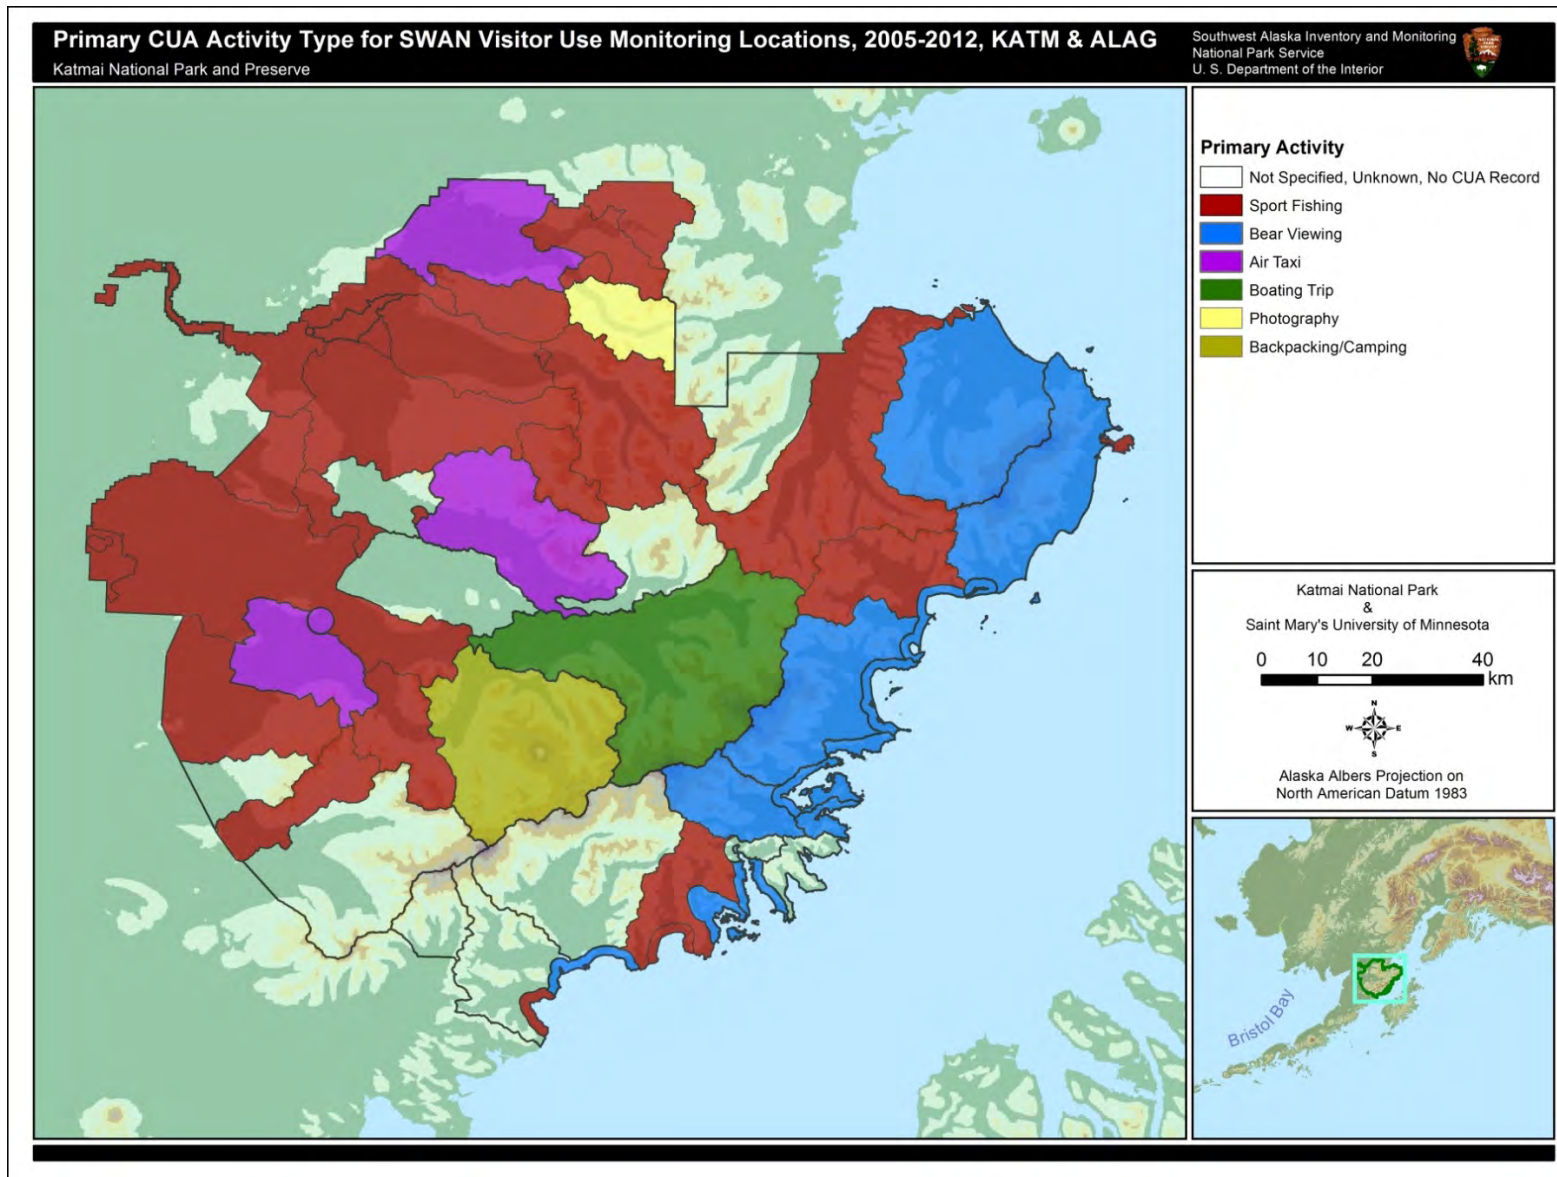 Primary CUA Activity Type for SWAN Visitor Use Monitoring Locations, 2005-2012, KATM & ALAG
Katmai National Park and Preserve
Southwest Alaska Inventory and Monitoring
National Park Service
U. S. Department of the Interior
Primary Activity
Not Specified, Unknown, No CUA Record
Sport Fishing
Bear Viewing
Air Taxi
Boating Trip
Photography
Backpacking/Camping
Katmai National Park
&
Saint Mary's University of Minnesota
0 10 20 40
km
N
W E
S
Alaska Albers Projection on
North American Datum 1983
Bristol Bay